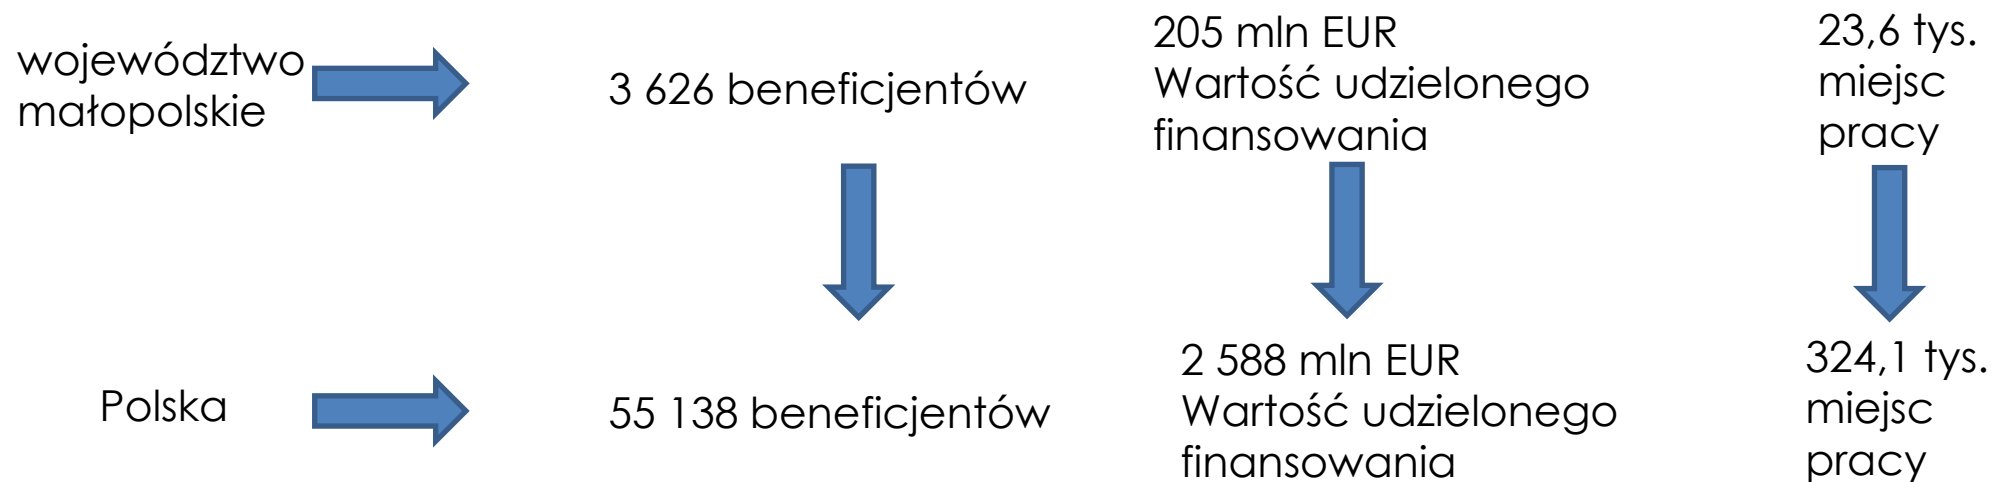 województwo
małopolskie
3 626 beneficjentów
205 mln EUR
Wartość udzielonego
finansowania
23,6 tys.
miejsc
pracy
Polska
55 138 beneficjentów
2 588 mln EUR
Wartość udzielonego
finansowania
324,1 tys.
miejsc
pracy